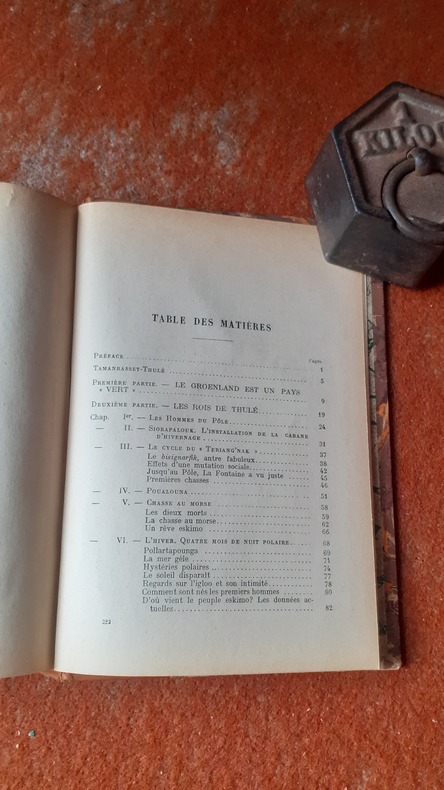 1
KILOG
TABLE DES MATIÈRES
Pages
PRÉFACE 1
TAMANRASSET-THULÉ 5
PREMIÈRE PARTIE. — LE GROENLAND EST UN PAYS
« VERT » 9
DEUXIÈME PARTIE. — LES ROIS DE THULÉ 19
Chap. Ier. — LES HOMMES DU PÔLE 24
— II. — SIORAPALOUK. L'INSTALLATION DE LA CABANE
D'HIVERNAGE 31
— III. — LE CYCLE DU « TERIANG'NAK » 37
Le bisignarfik, antre fabuleux 38
Effets d'une mutation sociale 42
Jusqu'au Pôle, La Fontaine a vu juste 45
Premières chasses 46
— IV. — POUALOUNA 51
— V. — CHASSE AU MORSE 58
Les dieux morts 59
La chasse au morse 62
Un rêve eskimo 66
— VI. — L'HIVER. QUATRE MOIS DE NUIT POLAIRE 68
Pollartapoungs 69
La mer gèle 71
Hystéries polaires 74
Le soleil disparaît 77
Regards sur l'igloo et son intimité 78
Comment sont nés les premiers hommes 80
D'où vient le peuple eskimo? Les données ac-
tuelles 82
322